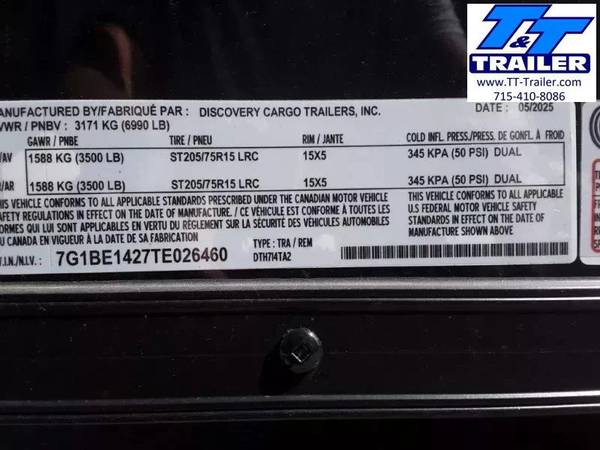 T&T
TRAILER
www.TT-Trailer.com
715-410-8086
MANUFACTURED BY/FABRIQUÉ PAR : DISCOVERY CARGO TRAILERS, INC. DATE : 05/2025
GVWR / PNBV : 3171 KG (6990 LB)
GAWR / PNBE TIRE / PNEU RIM / JANTE COLD INFL. PRESS./PRESS. DE GONFL. À FROID
/AV 1588 KG (3500 LB) ST205/75R15 LRC 15X5 345 KPA (50 PSI) DUAL
/AR 1588 KG (3500 LB) ST205/75R15 LRC 15X5 345 KPA (50 PSI) DUAL
THIS VEHICLE CONFORMS TO ALL APPLICABLE STANDARDS PRESCRIBED UNDER THE CANADIAN MOTOR VEHICLE
SAFETY REGULATIONS IN EFFECT ON THE DATE OF MANUFACTURE. / CE VÉHICULE EST CONFORME À TOUTES
NORMES QUI LUI SONT APPLICABLES EN VERTU DU RÈGLEMENT SUR LA SÉCURITÉ DES VÉHICULES AUTOMOBILES
DU CANADA EN VIGUEUR À LA DATE DE SA FABRICATION
THIS VEHICLE CONFORMS TO ALL APPLICABLE
U.S FEDERAL MOTOR VEHICLE SAFETY
STANDARDS IN EFFECT ON THE DATE OF
MANUFACTURE SHOWN ABOVE.
V.I.N./N.I.V.: 7G1BE1427TE026460 TYPE : TRA / REM
DTH714TA2